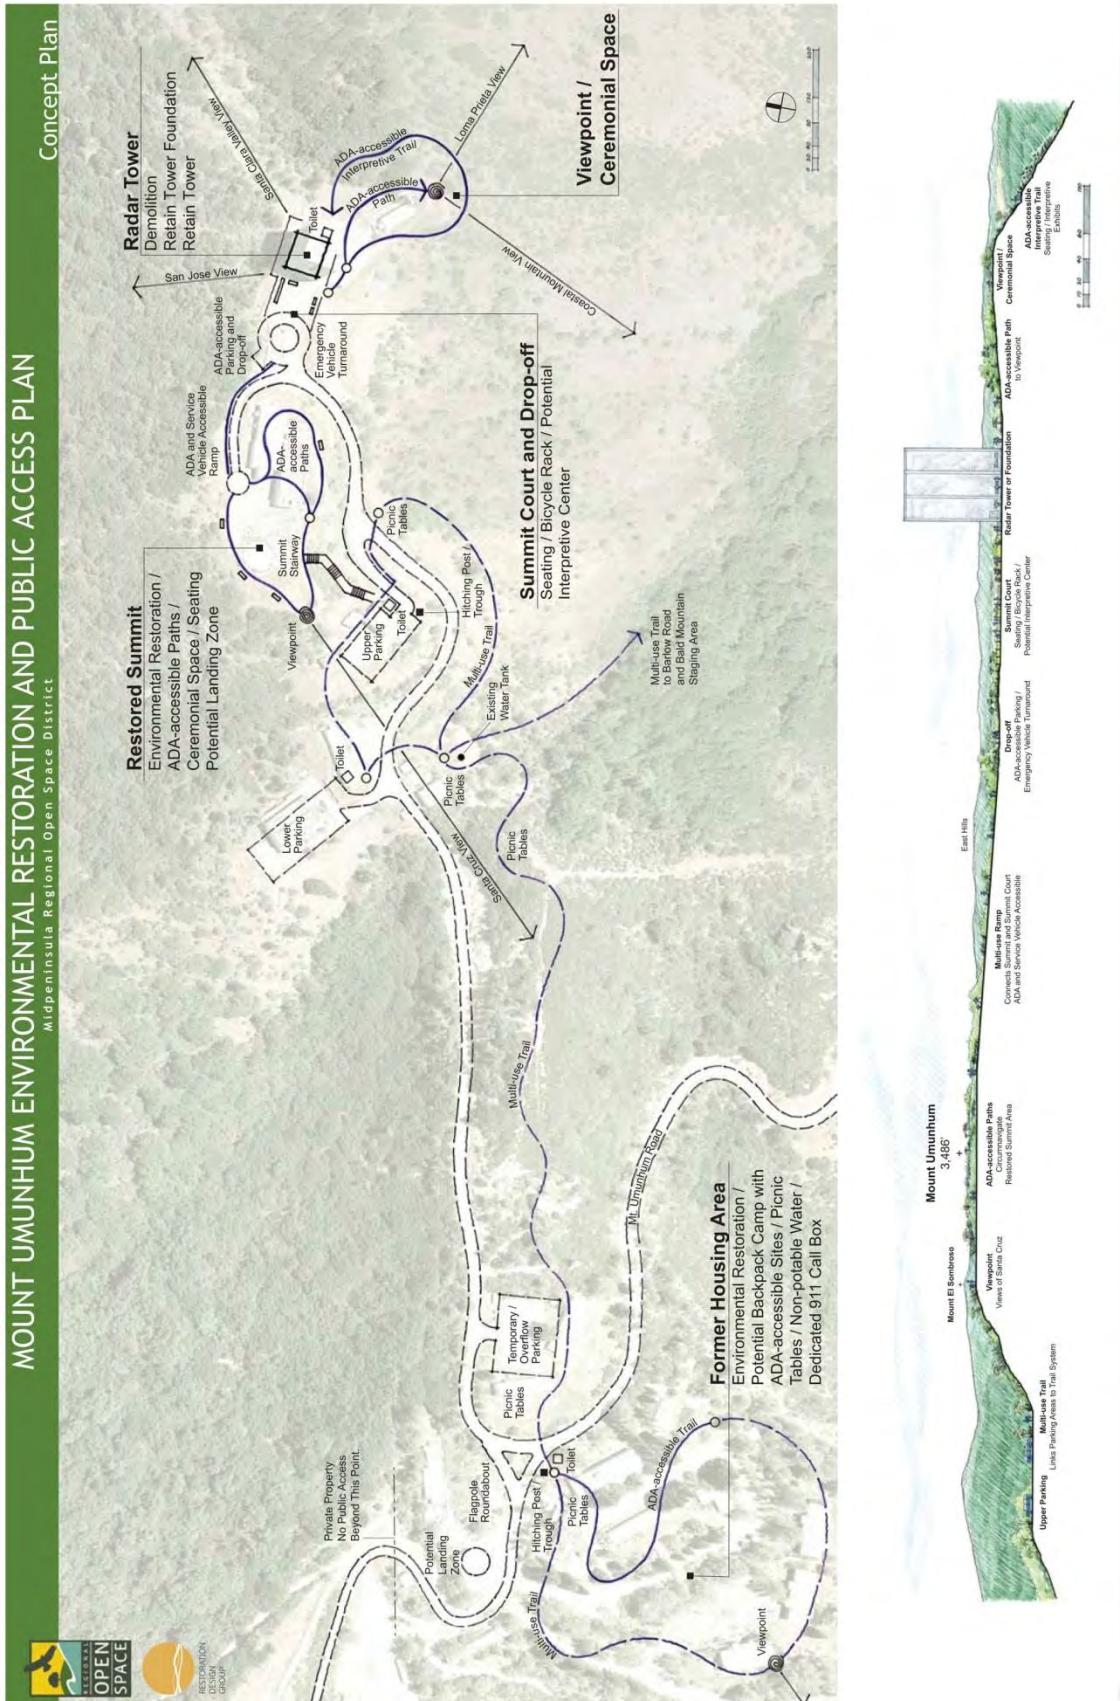 MOUNT UMUNHUM ENVIRONMENTAL RESTORATION AND PUBLIC ACCESS PLAN
Concept Plan
Midpeninsula Regional Open Space District
REGIONAL
OPEN
SPACE
RESTORATION
DESIGN
GROUP
Private Property
No Public Access
Beyond This Point
Potential
Landing
Zone
Flagpole
Roundabout
Hitching Post /
Trough
Picnic
Tables
Toilet
Multi-use Trail
Viewpoint
ADA-accessible Trail
Picnic
Tables
Temporary /
Overflow
Parking
Former Housing Area
Environmental Restoration /
Potential Backpack Camp with
ADA-accessible Sites / Picnic
Tables / Non-potable Water /
Dedicated 911 Call Box
Mt. Umunhum Road
Multi-use Trail
Lower
Parking
Toilet
Santa Cruz View
Picnic
Tables
Picnic
Tables
Existing
Water Tank
Multi-use Trail
Multi-use Trail
to Barlow Road
and Bald Mountain
Staging Area
Restored Summit
Environmental Restoration /
ADA-accessible Paths /
Ceremonial Space / Seating
Potential Landing Zone
Viewpoint
Summit
Stairway
Upper
Parking
Toilet
Hitching Post /
Trough
Picnic
Tables
ADA-
accessible
Paths
ADA and Service
Vehicle Accessible
Ramp
ADA-accessible
Parking and
Drop-off
Emergency
Vehicle
Turnaround
Summit Court and Drop-off
Seating / Bicycle Rack / Potential
Interpretive Center
Radar Tower
Demolition
Retain Tower Foundation
Retain Tower
San Jose View
Santa Clara Valley View
Toilet
ADA-accessible
Interpretive Trail
ADA-accessible
Path
Loma Prieta View
Coastal Mountain View
Viewpoint /
Ceremonial Space
Upper Parking
Multi-use Trail
Links Parking Areas to Trail System
Mount El Sombroso
Viewpoint
Views of Santa Cruz
Mount Umunhum
3,486'
ADA-accessible Paths
Circumnavigate
Restored Summit Area
Multi-use Ramp
Connects Summit and Summit Court
ADA and Service Vehicle Accessible
East Hills
Drop-off
ADA-accessible Parking /
Emergency Vehicle Turnaround
Summit Court
Seating / Bicycle Rack /
Potential Interpretive Center
Radar Tower or Foundation
ADA-accessible Path
to Viewpoint
Viewpoint /
Ceremonial Space
ADA-accessible
Interpretive Trail
Seating / Interpretive
Exhibits